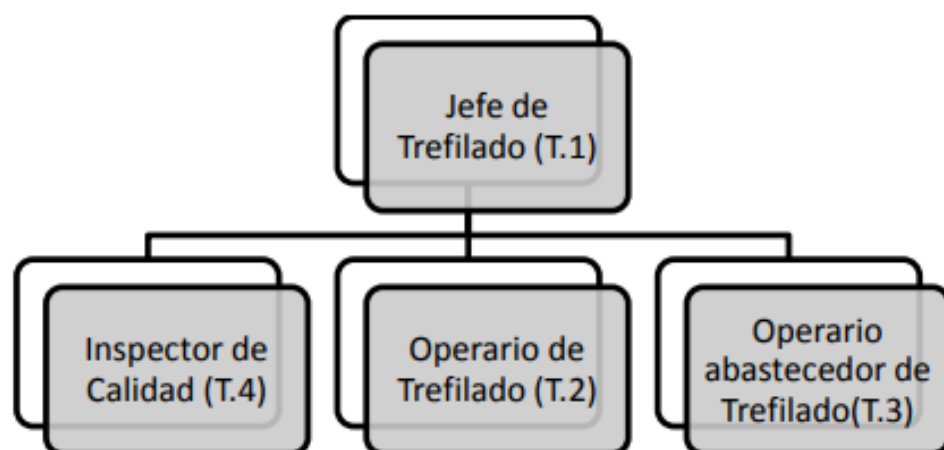 Jefe de
Trefilado (T.1)
Inspector de
Calidad (T.4)
Operario de
Trefilado (T.2)
Operario
abastecedor de
Trefilado(T.3)